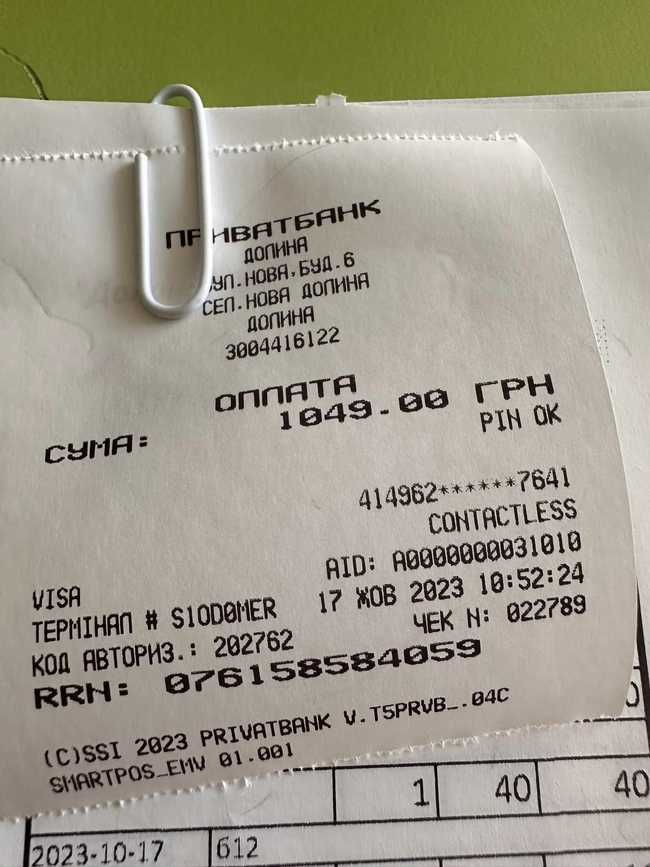 ПРИВАТБАНК
ДОЛИНА
ВУЛ.НОВА,БУД.6
СЕЛ.НОВА ДОЛИНА
ДОЛИНА
3004416122
ОПЛАТА
СУМА: 1049.00 ГРН
PIN OK
414962******7641
CONTACTLESS
VISA AID: A0000000031010
ТЕРМІНАЛ # S1OD0MER 17 ЖОВ 2023 10:52:24
КОД АВТОРИЗ.: 202762 ЧЕК N: 022789
RRN: 076158584059
(C)SSI 2023 PRIVATBANK V.T5PRVB_.04C
SMARTPOS_EMV 01.001
1 40 40
2023-10-17 612